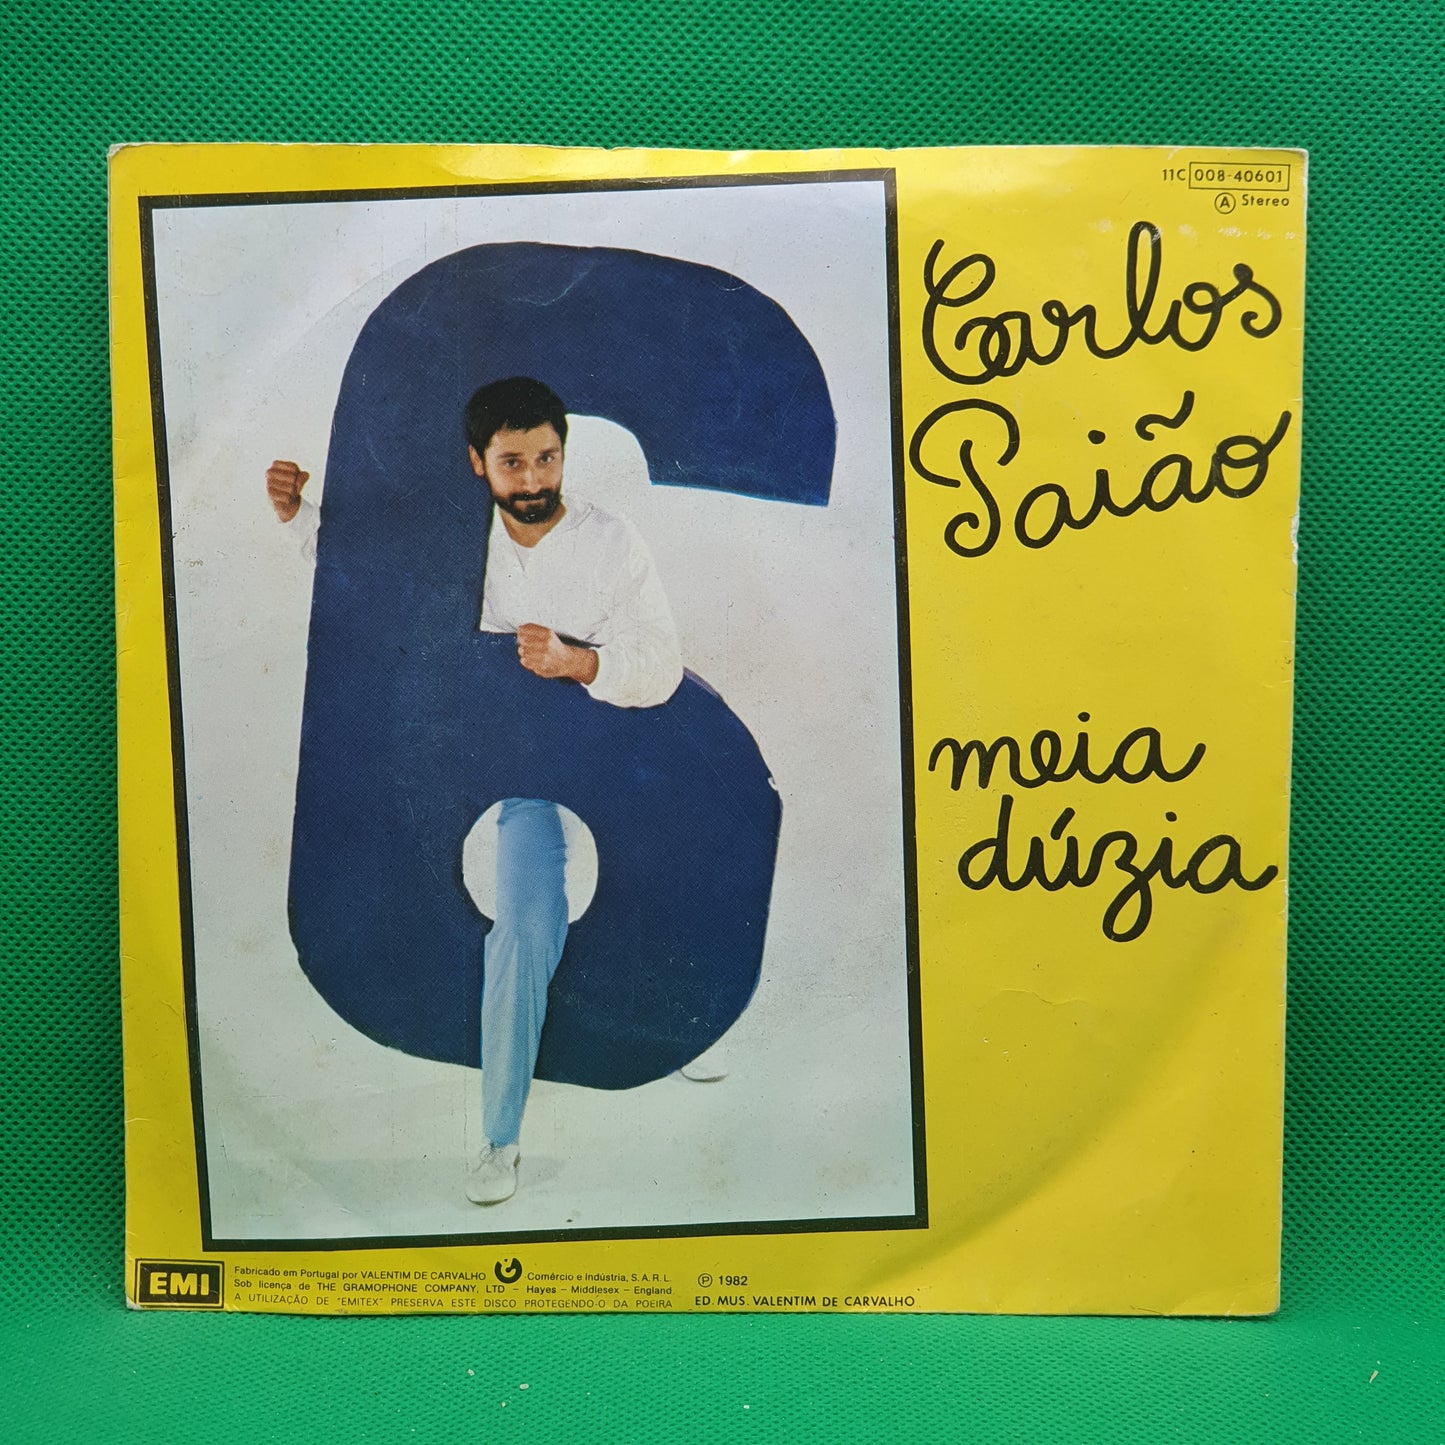 11C 008-40601
A Stereo
Carlos
Paião
meia
dúzia
EMI
Fabricado em Portugal por VALENTIM DE CARVALHO Comércio e Indústria, S.A.R.L.
Sob licença de THE GRAMOPHONE COMPANY, LTD - Hayes - Middlesex - England.
A UTILIZAÇÃO DE "EMITEX" PRESERVA ESTE DISCO PROTEGENDO-O DA POEIRA
Ⓟ 1982
ED. MUS. VALENTIM DE CARVALHO